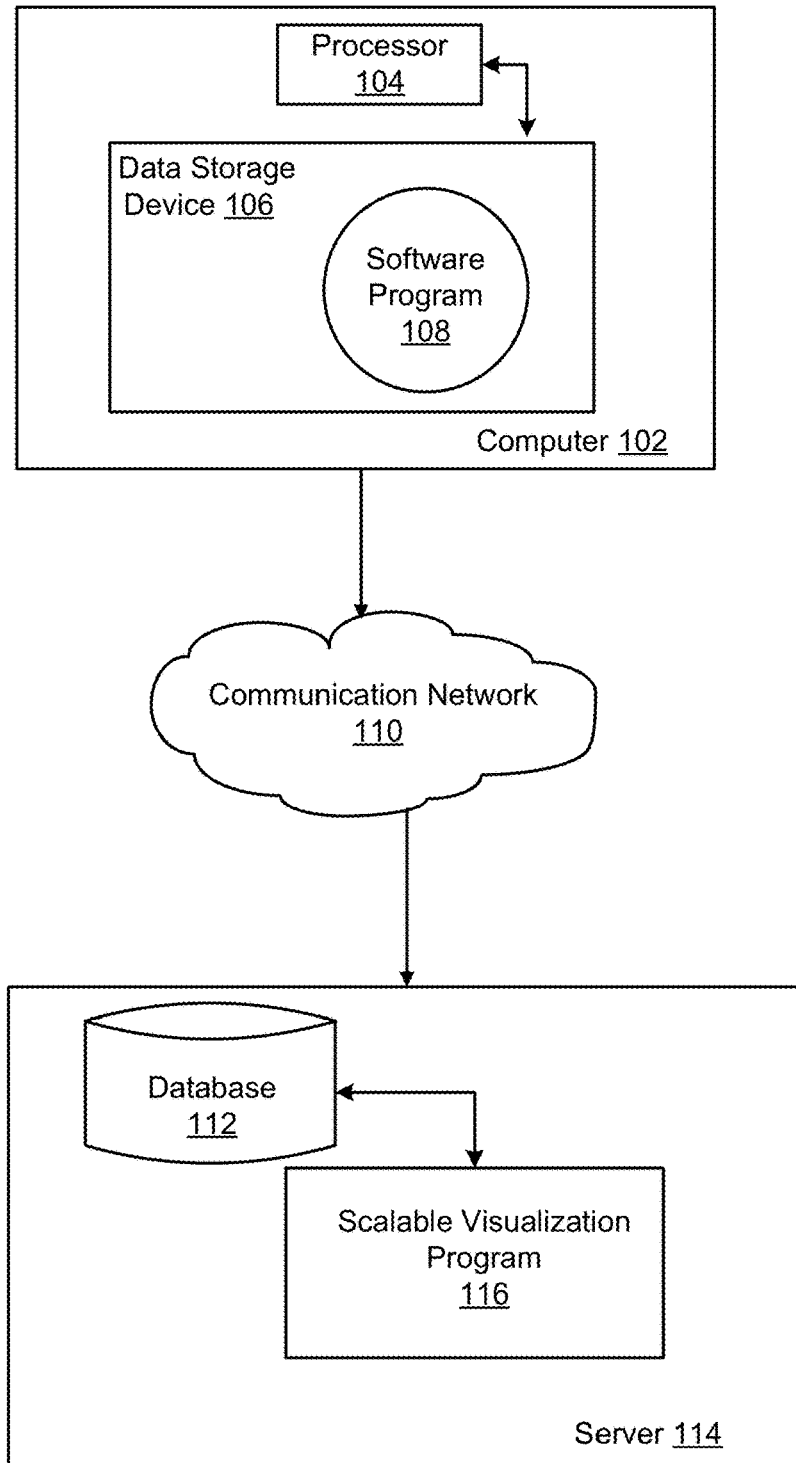 Processor
104
Data Storage
Device 106
Software
Program
108
Computer 102
Communication Network
110
Database
112
Scalable Visualization
Program
116
Server 114